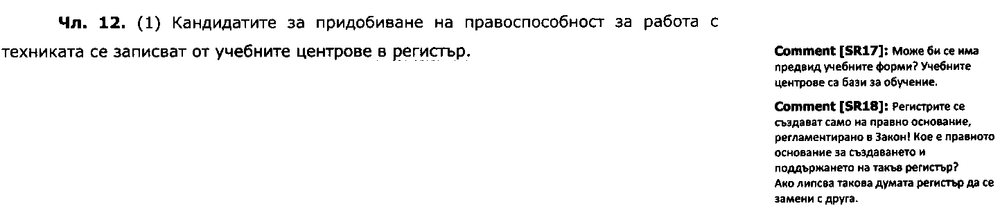 Чл. 12. (1) Кандидатите за придобиване на правоспособност за работа с
техниката се записват от учебните центрове в регистър.
Comment [SR17]: Може би се има
предвид учебните форми? Учебните
центрове са бази за обучение.
Comment [SR18]: Регистрите се
създават само на правно основание,
регламентирано в Закон! Кое е правното
основание за създаването и
поддържането на такъв регистър?
Ако липсва такова думата регистър да се
замени с друга.